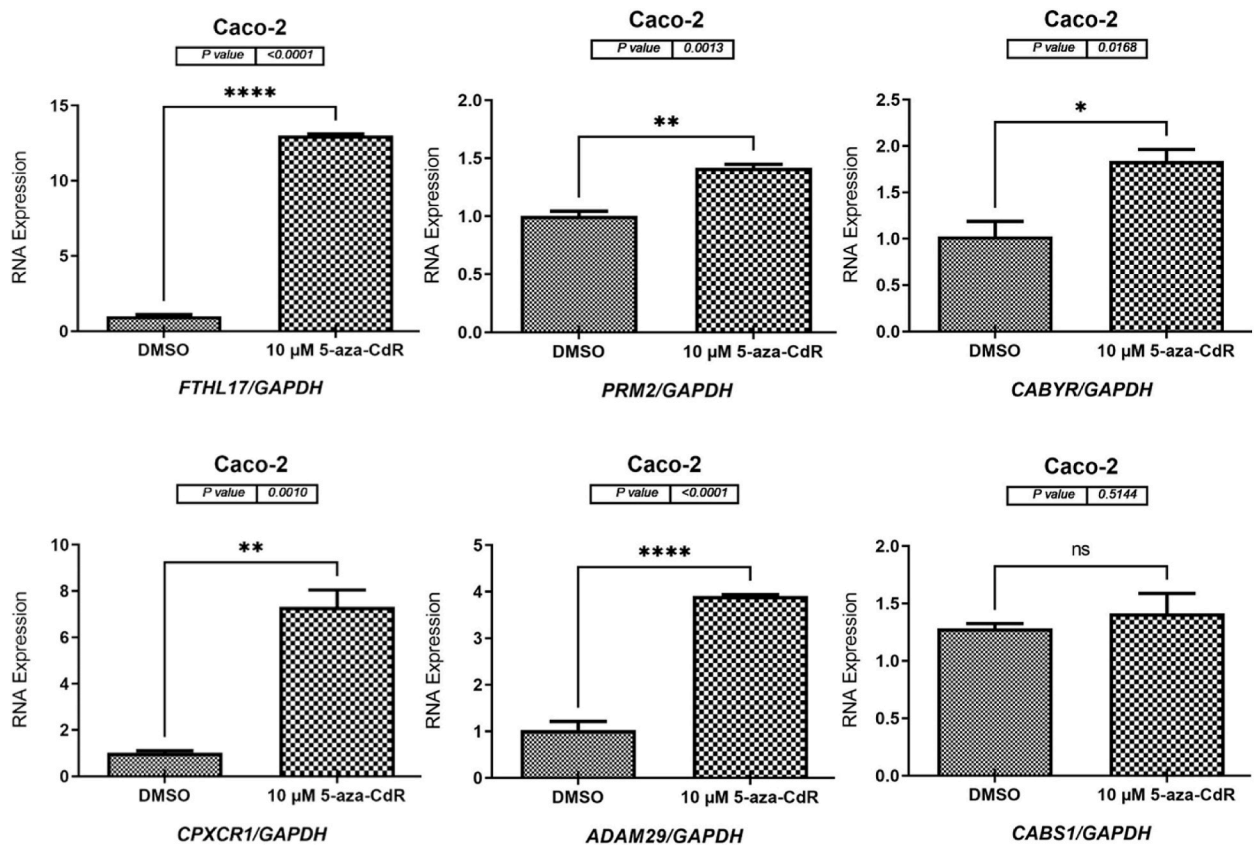 Caco-2
P value <0.0001
****
15
10
5
0
RNA Expression
DMSO 10 µM 5-aza-CdR
FTHL17/GAPDH
Caco-2
P value 0.0013
**
2.0
1.5
1.0
0.5
0.0
RNA Expression
DMSO 10 µM 5-aza-CdR
PRM2/GAPDH
Caco-2
P value 0.0168
*
2.5
2.0
1.5
1.0
0.5
0.0
RNA Expression
DMSO 10 µM 5-aza-CdR
CABYR/GAPDH
Caco-2
P value 0.0010
**
10
8
6
4
2
0
RNA Expression
DMSO 10 µM 5-aza-CdR
CPXCR1/GAPDH
Caco-2
P value <0.0001
****
5
4
3
2
1
0
RNA Expression
DMSO 10 µM 5-aza-CdR
ADAM29/GAPDH
Caco-2
P value 0.5144
ns
2.0
1.5
1.0
0.5
0.0
RNA Expression
DMSO 10 µM 5-aza-CdR
CABS1/GAPDH